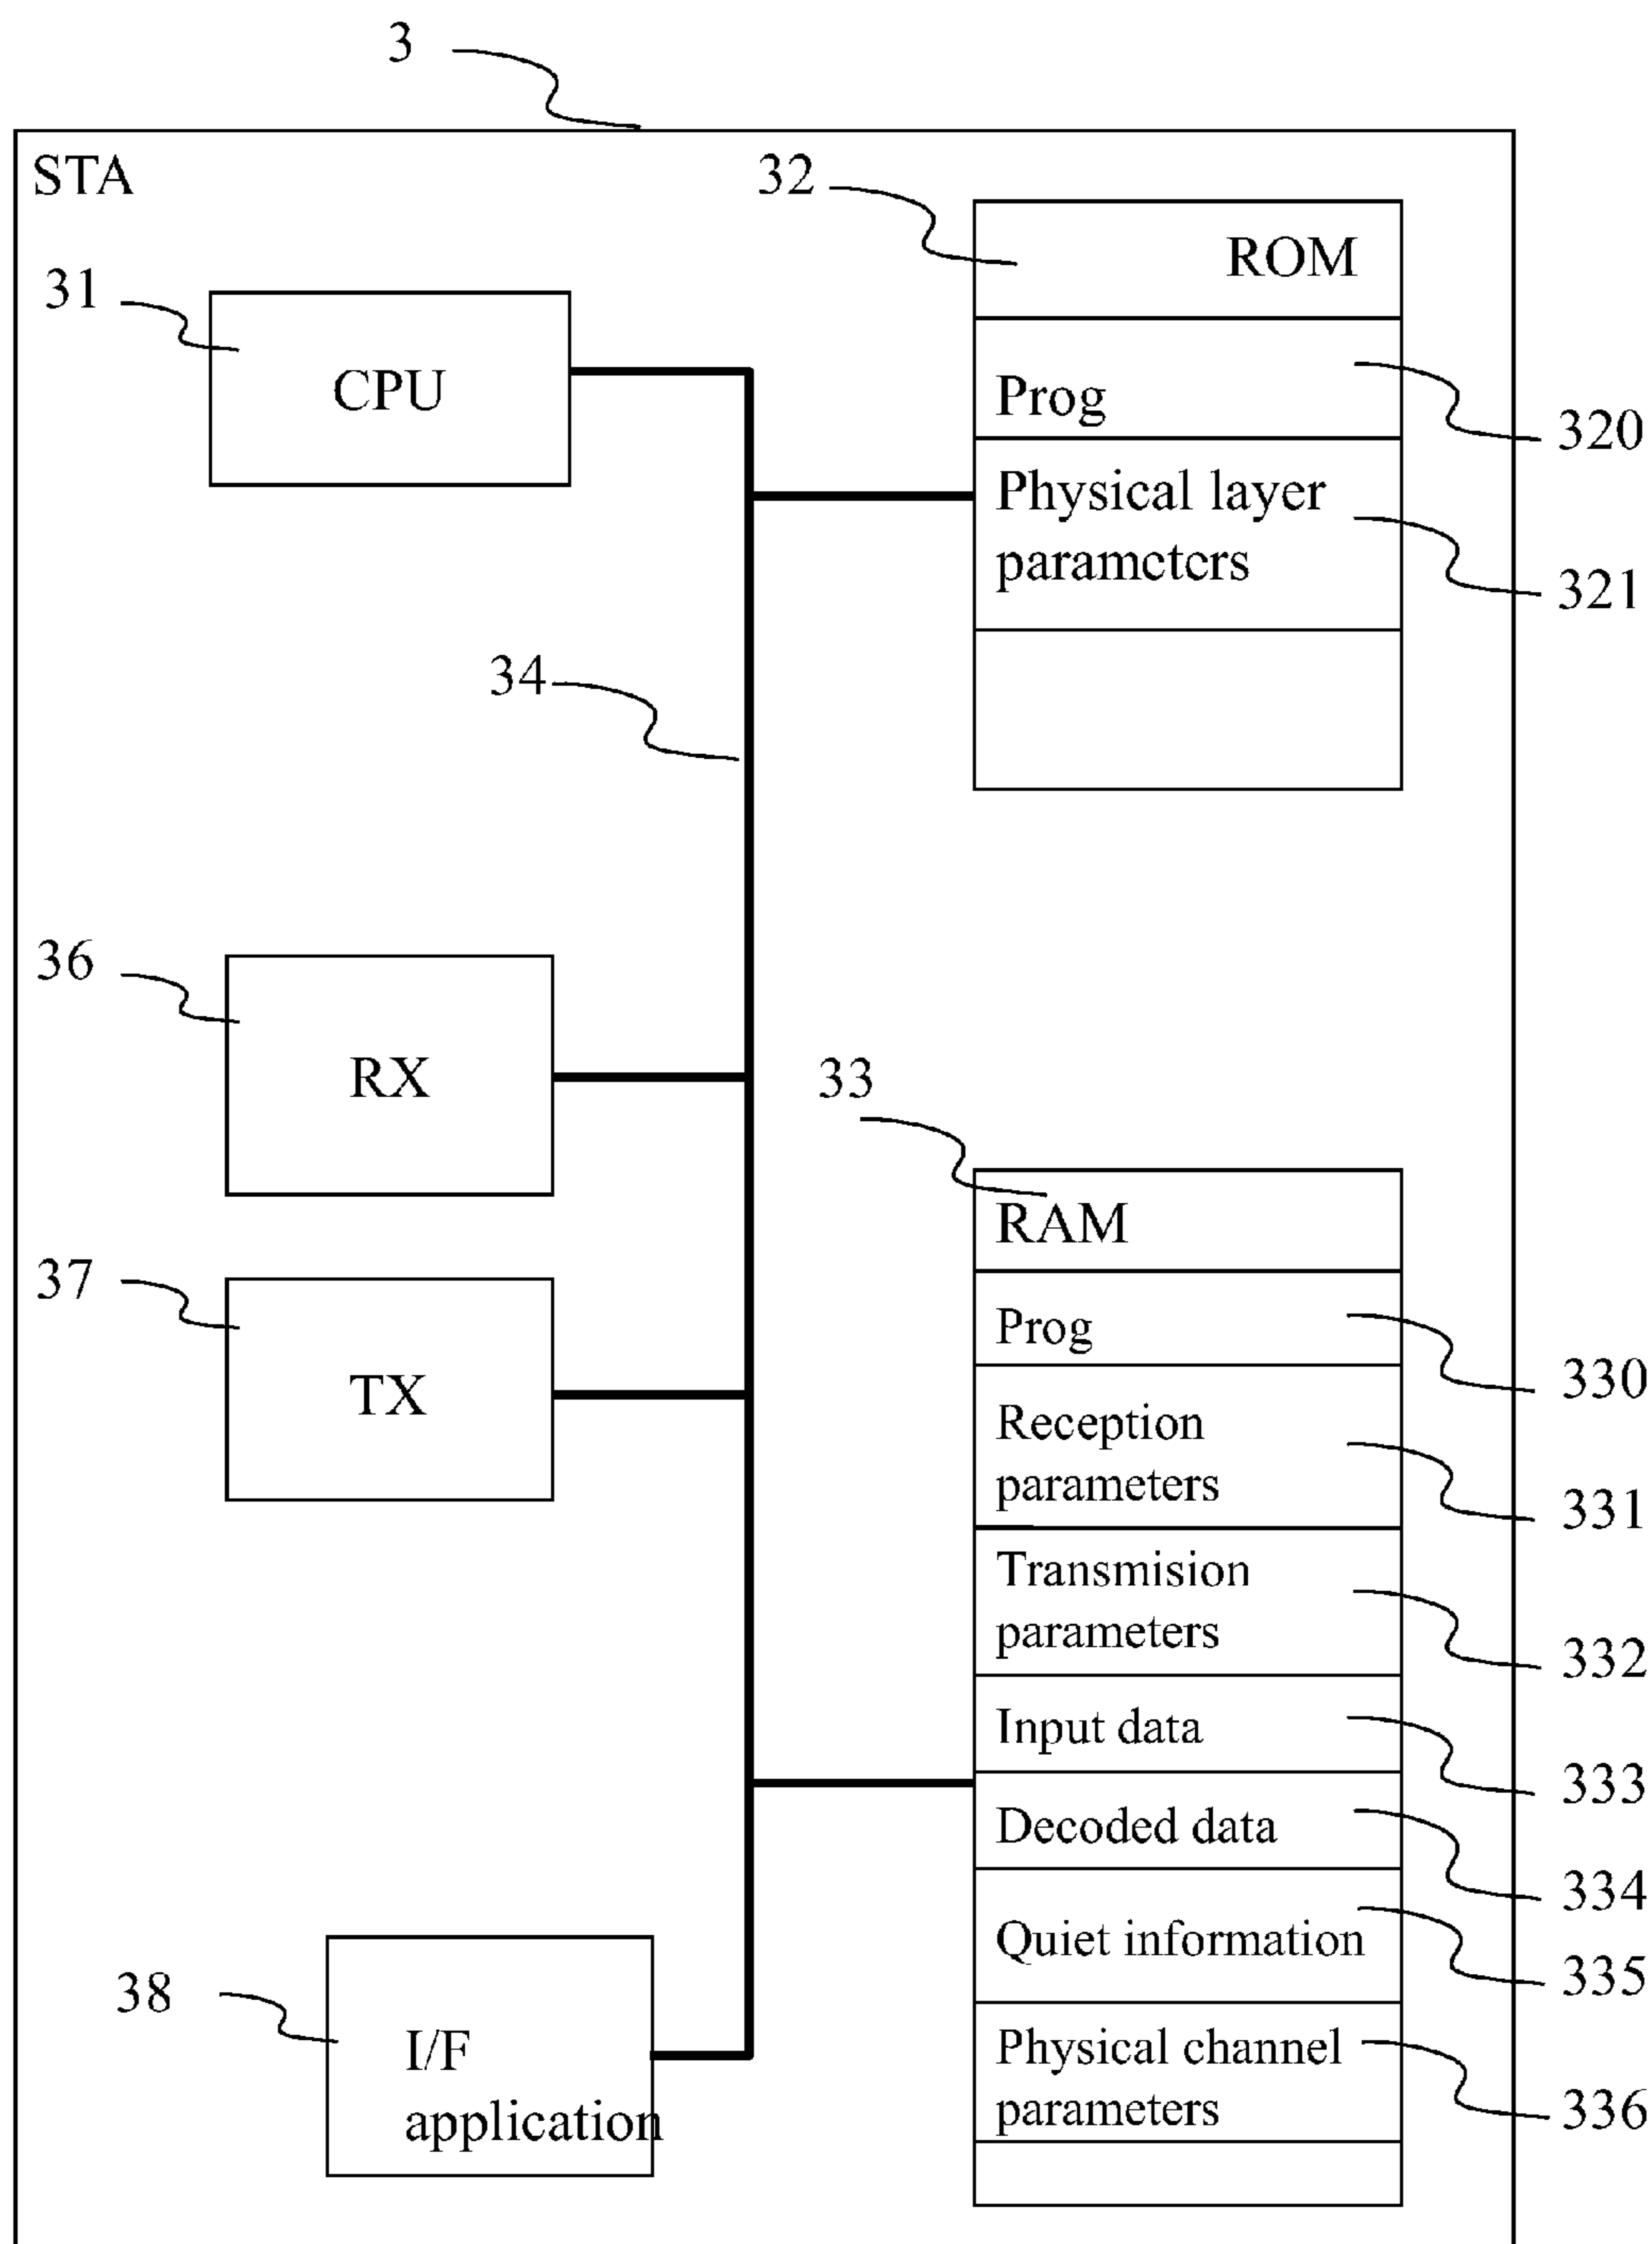 3
STA
32
ROM
31
CPU
Prog
320
Physical layer
parameters
321
34
36
RX
33
RAM
37
TX
Prog
330
Reception
parameters
331
Transmision
parameters
332
Input data
333
Decoded data
334
Quiet information
335
38
I/F
application
Physical channel
parameters
336